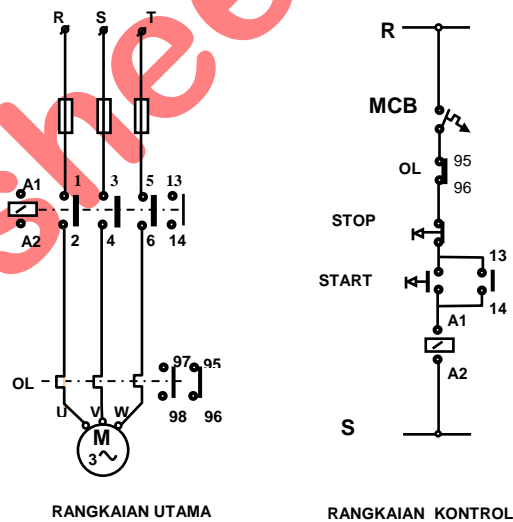 R S T
A1 1 3 5 13
A2 2 4 6 14
97 95
OL
98 96
U V W
M
3
RANGKAIAN UTAMA
R
MCB
OL 95
96
STOP
START 13
14
A1
A2
S
RANGKAIAN KONTROL
shee